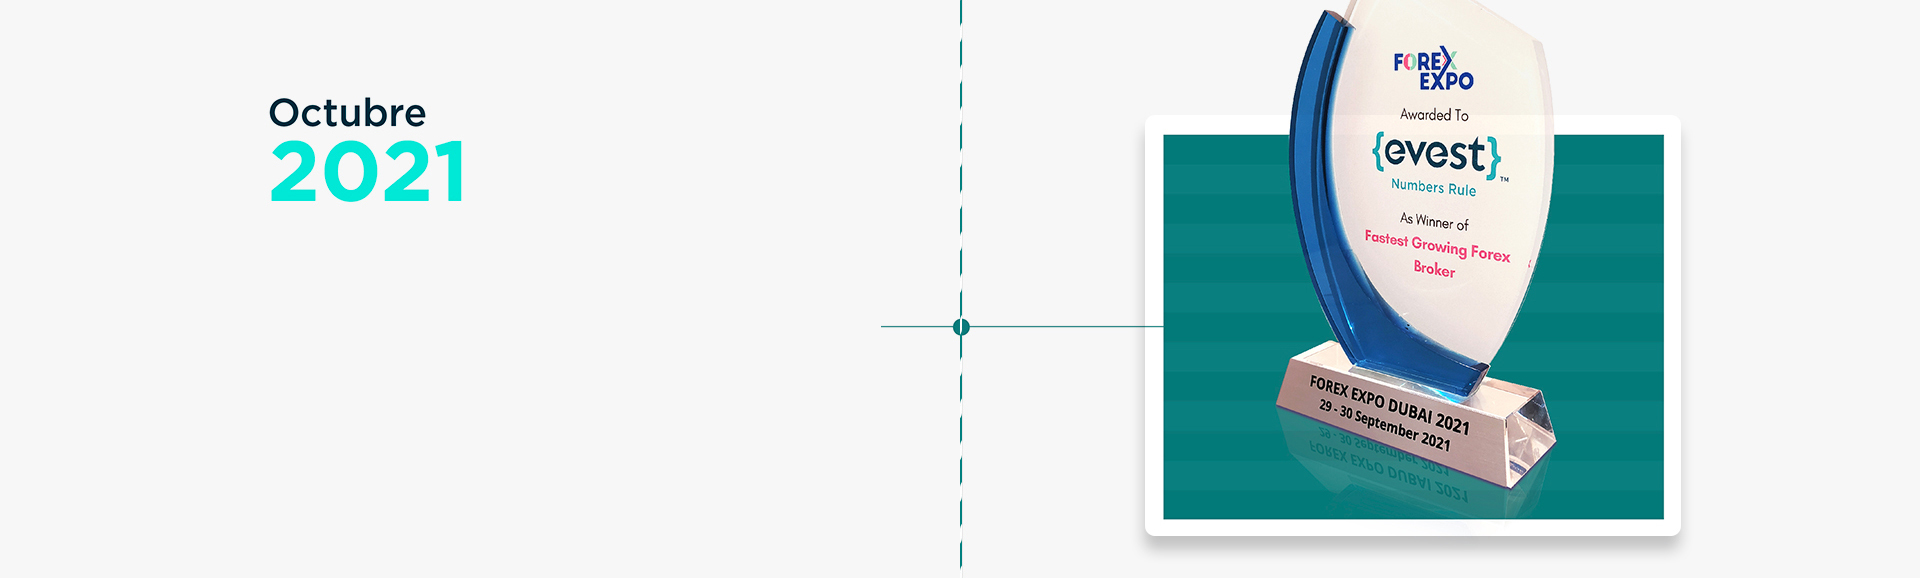 Octubre
2021
FOREX
EXPO
Awarded To
{evest}™
Numbers Rule
As Winner of
Fastest Growing Forex
Broker
FOREX EXPO DUBAI 2021
29 - 30 September 2021